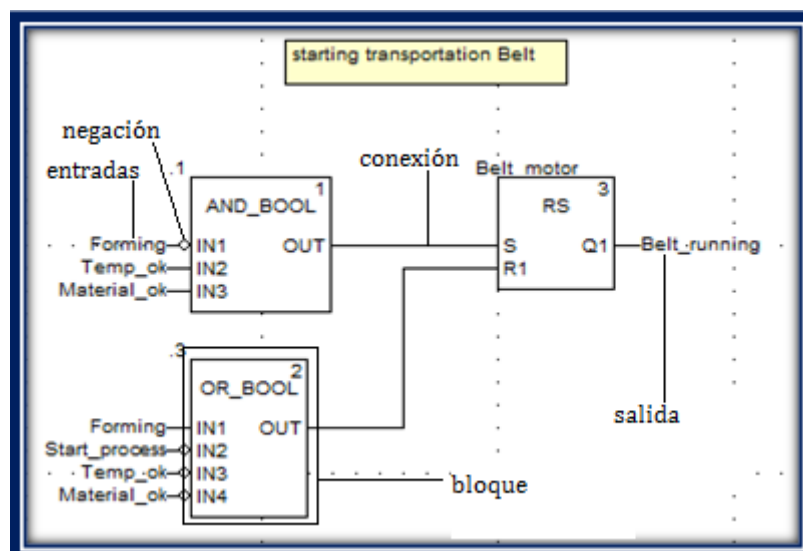 starting transportation Belt
negación
entradas
conexión
.1
1
AND_BOOL
Forming IN1 OUT
Temp_ok IN2
Material_ok IN3
Belt_motor
3
RS
S Q1 Belt_running
R1
.3
2
OR_BOOL
Forming IN1 OUT
Start_process IN2
Temp_ok IN3
Material_ok IN4
salida
bloque